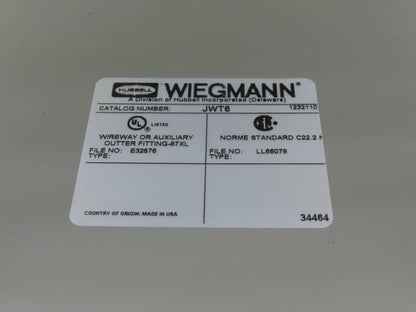 HUBBELL WIEGMANN®
A Division of Hubbell Incorporated (Delaware)
CATALOG NUMBER: JWT6 1232110
UL LISTED
WIREWAY OR AUXILIARY
GUTTER FITTING-87XL
FILE NO: E32576
TYPE:
NORME STANDARD C22.2 N
FILE NO: LL66078
TYPE:
COUNTRY OF ORIGIN: MADE IN USA
34464